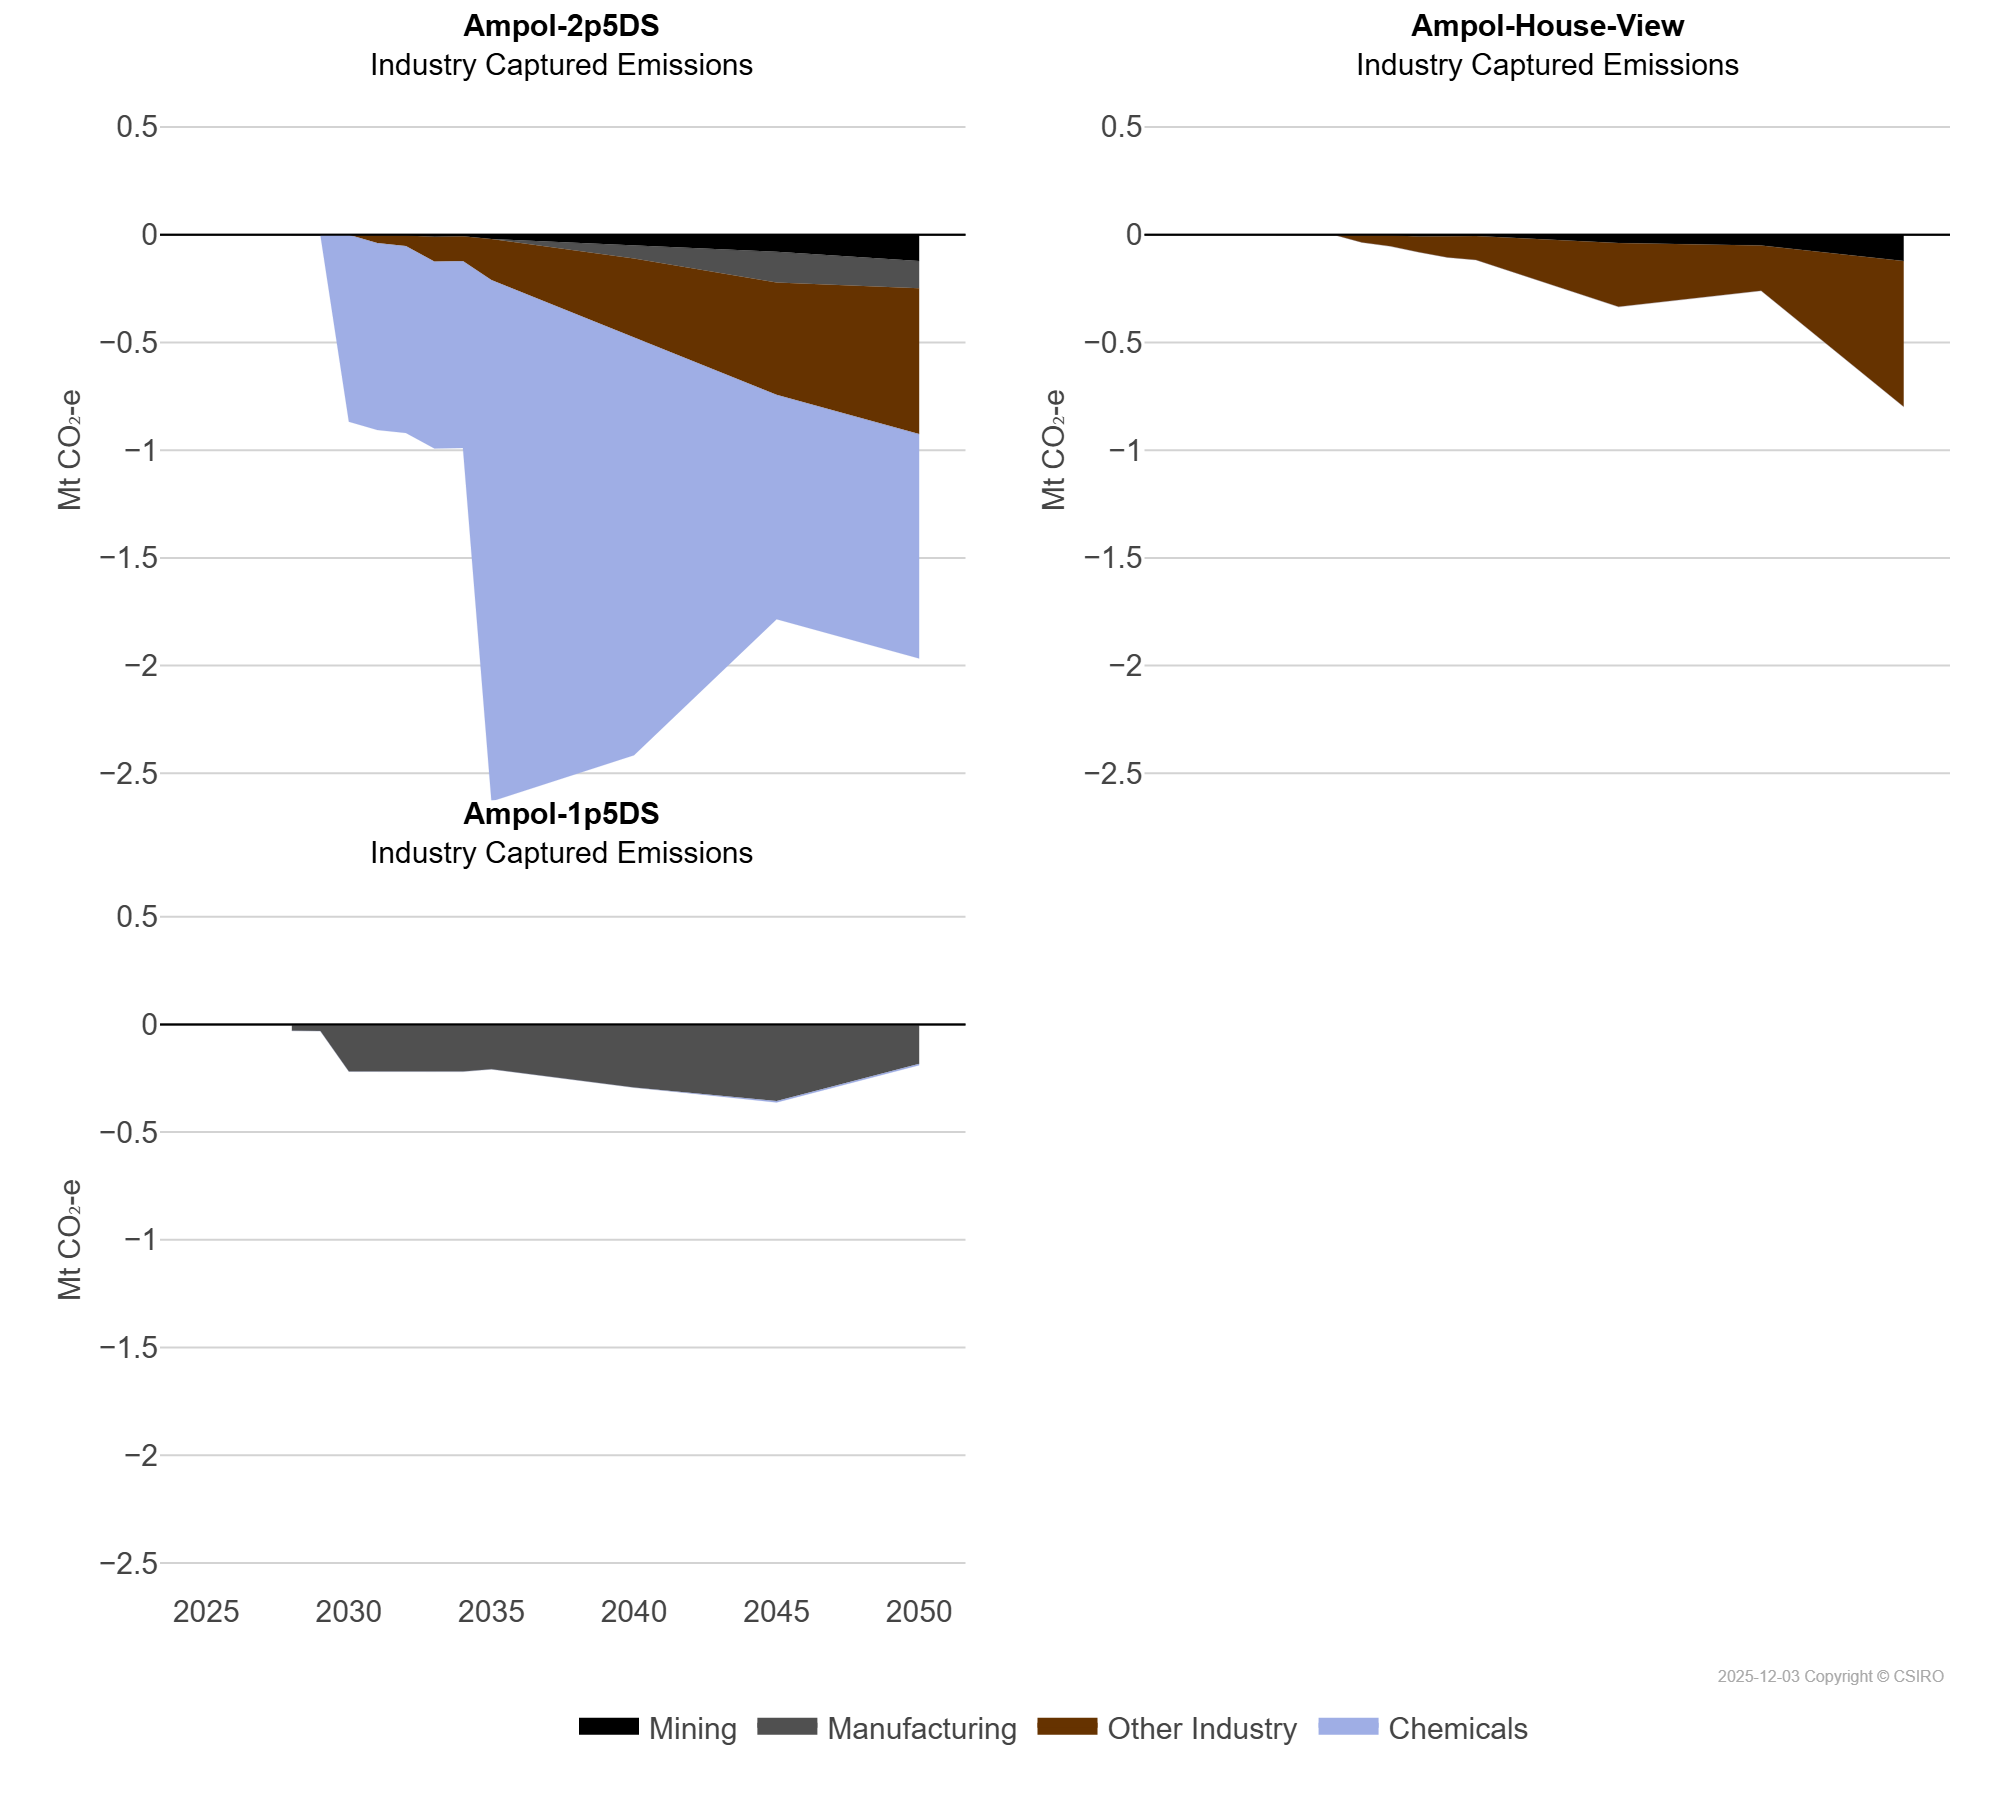 Ampol-2p5DS
Industry Captured Emissions
0.5
0
−0.5
−1
−1.5
−2
−2.5
Mt CO₂-e
Ampol-House-View
Industry Captured Emissions
0.5
0
−0.5
−1
−1.5
−2
−2.5
Mt CO₂-e
Ampol-1p5DS
Industry Captured Emissions
0.5
0
−0.5
−1
−1.5
−2
−2.5
Mt CO₂-e
2025 2030 2035 2040 2045 2050
2025-12-03 Copyright © CSIRO
Mining Manufacturing Other Industry Chemicals